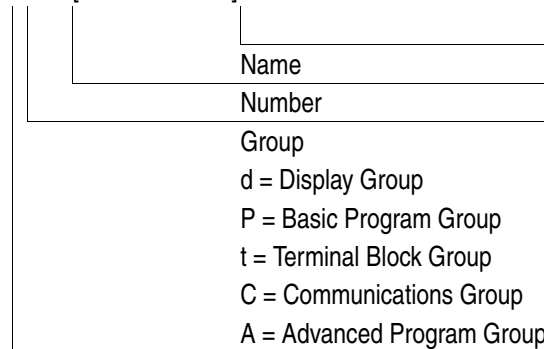 Name
Number
Group
d = Display Group
P = Basic Program Group
t = Terminal Block Group
C = Communications Group
A = Advanced Program Group